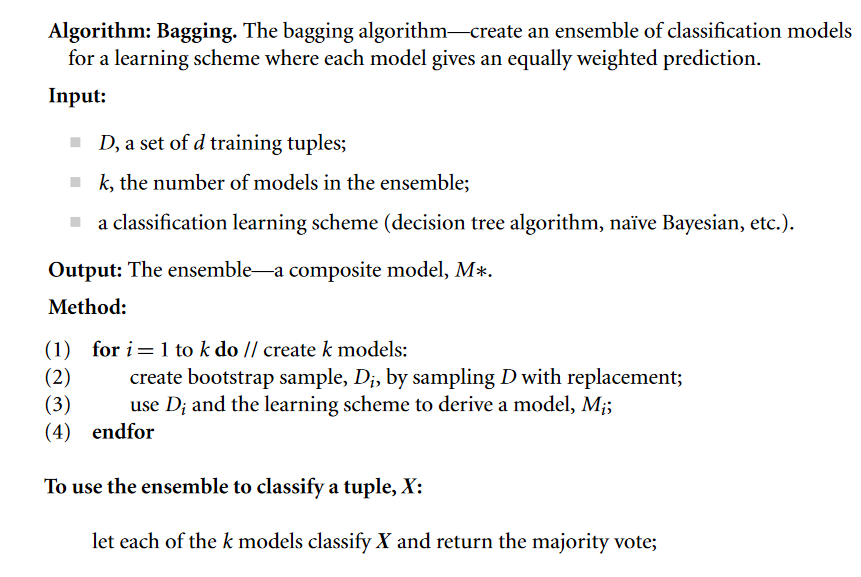 Algorithm: Bagging. The bagging algorithm—create an ensemble of classification models
for a learning scheme where each model gives an equally weighted prediction.
Input:
D, a set of d training tuples;
k, the number of models in the ensemble;
a classification learning scheme (decision tree algorithm, naïve Bayesian, etc.).
Output: The ensemble—a composite model, M∗.
Method:
(1) for i = 1 to k do // create k models:
(2) create bootstrap sample, Di, by sampling D with replacement;
(3) use Di and the learning scheme to derive a model, Mi;
(4) endfor
To use the ensemble to classify a tuple, X:
let each of the k models classify X and return the majority vote;